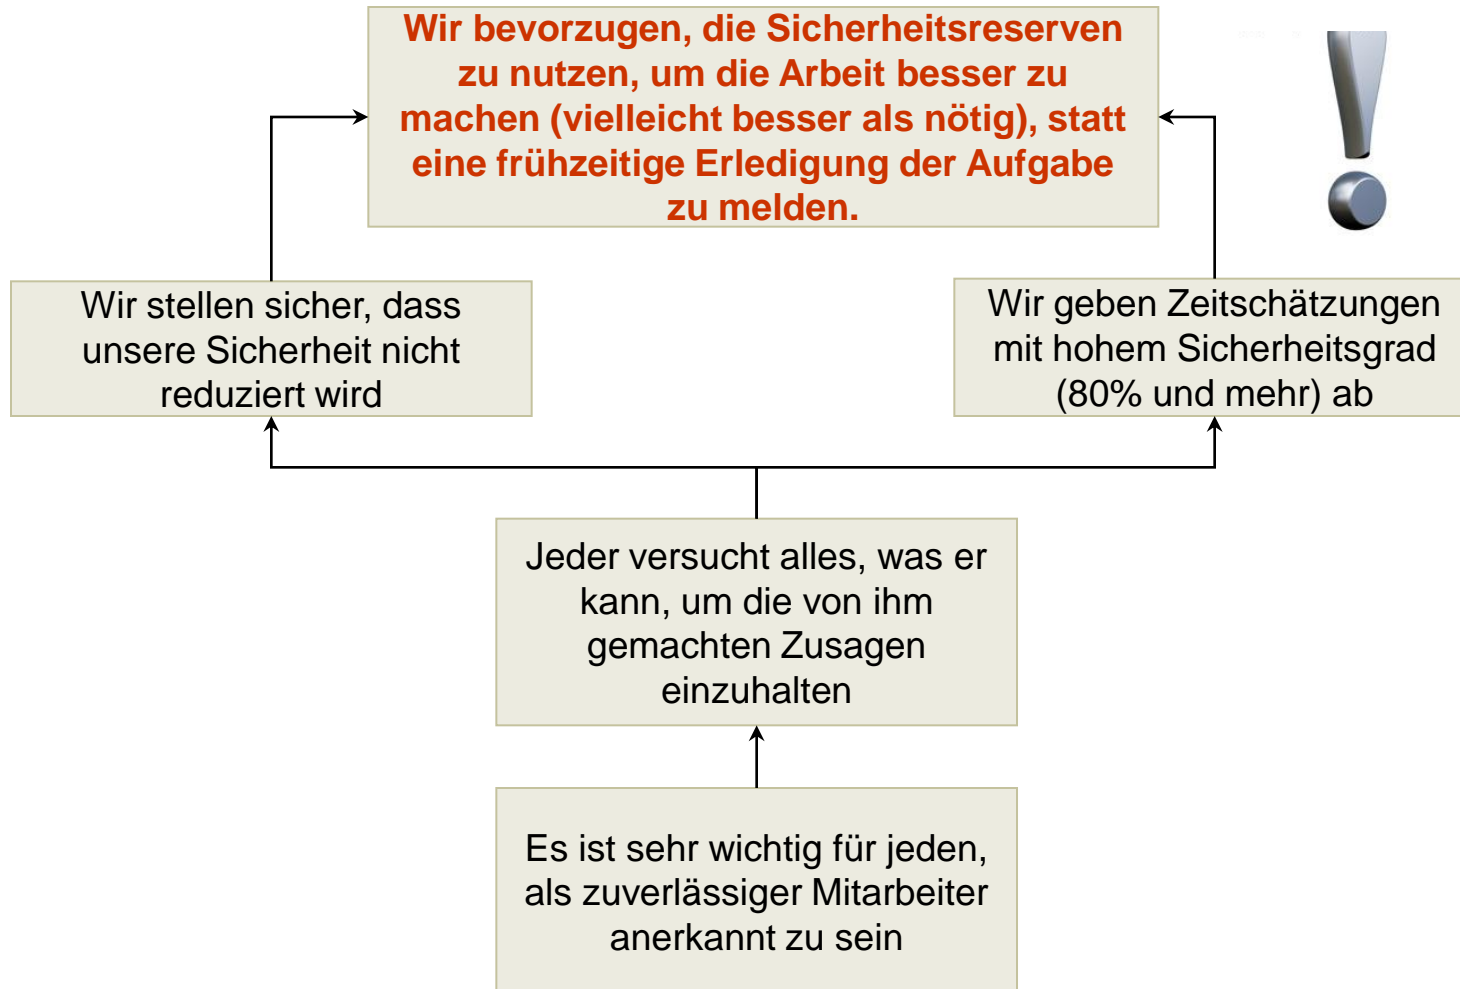 Wir bevorzugen, die Sicherheitsreserven
zu nutzen, um die Arbeit besser zu
machen (vielleicht besser als nötig), statt
eine frühzeitige Erledigung der Aufgabe
zu melden.
Wir stellen sicher, dass
unsere Sicherheit nicht
reduziert wird
Wir geben Zeitschätzungen
mit hohem Sicherheitsgrad
(80% und mehr) ab
Jeder versucht alles, was er
kann, um die von ihm
gemachten Zusagen
einzuhalten
Es ist sehr wichtig für jeden,
als zuverlässiger Mitarbeiter
anerkannt zu sein